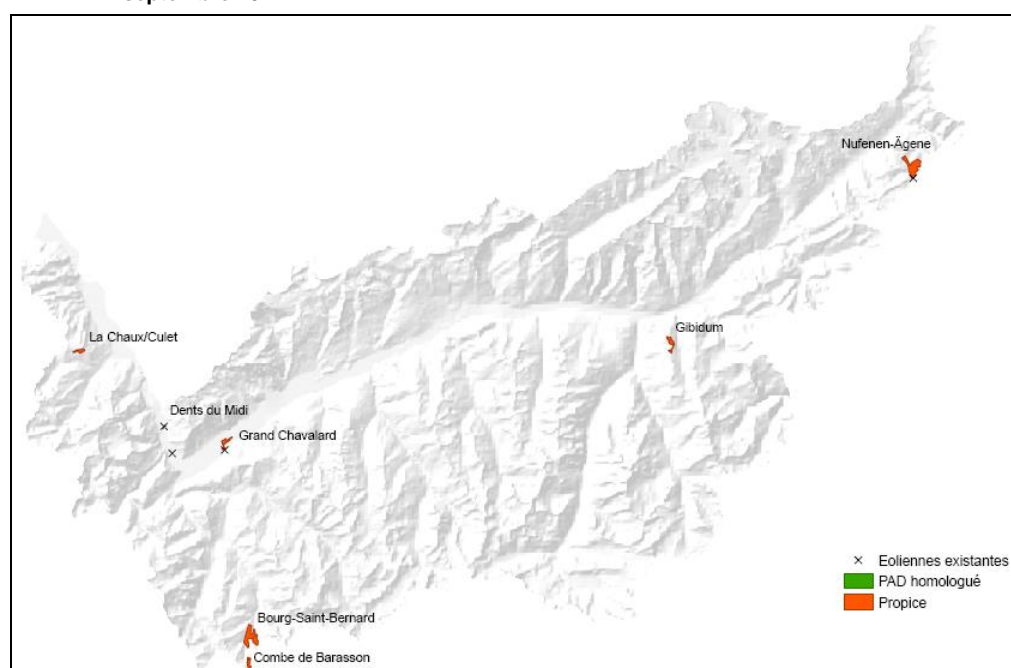 Nufenen-Ägene
Gibidum
La Chaux/Culet
Dents du Midi
Grand Chavalard
Bourg-Saint-Bernard
Combe de Barasson
Eoliennes existantes
PAD homologué
Propice